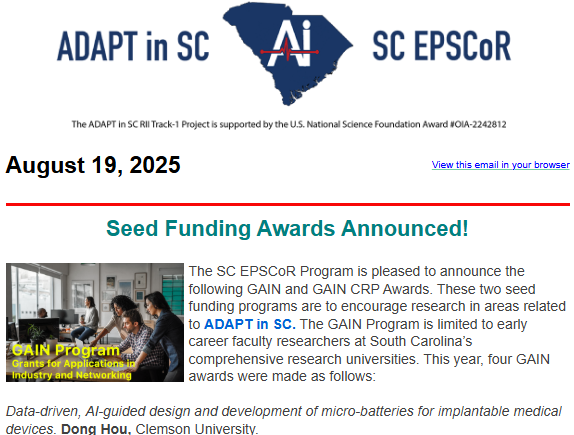 ADAPT in SC
Ai
SC EPSCoR
The ADAPT in SC RII Track-1 Project is supported by the U.S. National Science Foundation Award #OIA-2242812
August 19, 2025
View this email in your browser
Seed Funding Awards Announced!
GAIN Program
Grants for Applications in
Industry and Networking
The SC EPSCoR Program is pleased to announce the
following GAIN and GAIN CRP Awards. These two seed
funding programs are to encourage research in areas related
to ADAPT in SC. The GAIN Program is limited to early
career faculty researchers at South Carolina’s
comprehensive research universities. This year, four GAIN
awards were made as follows:
Data-driven, AI-guided design and development of micro-batteries for implantable medical
devices. Dong Hou, Clemson University.